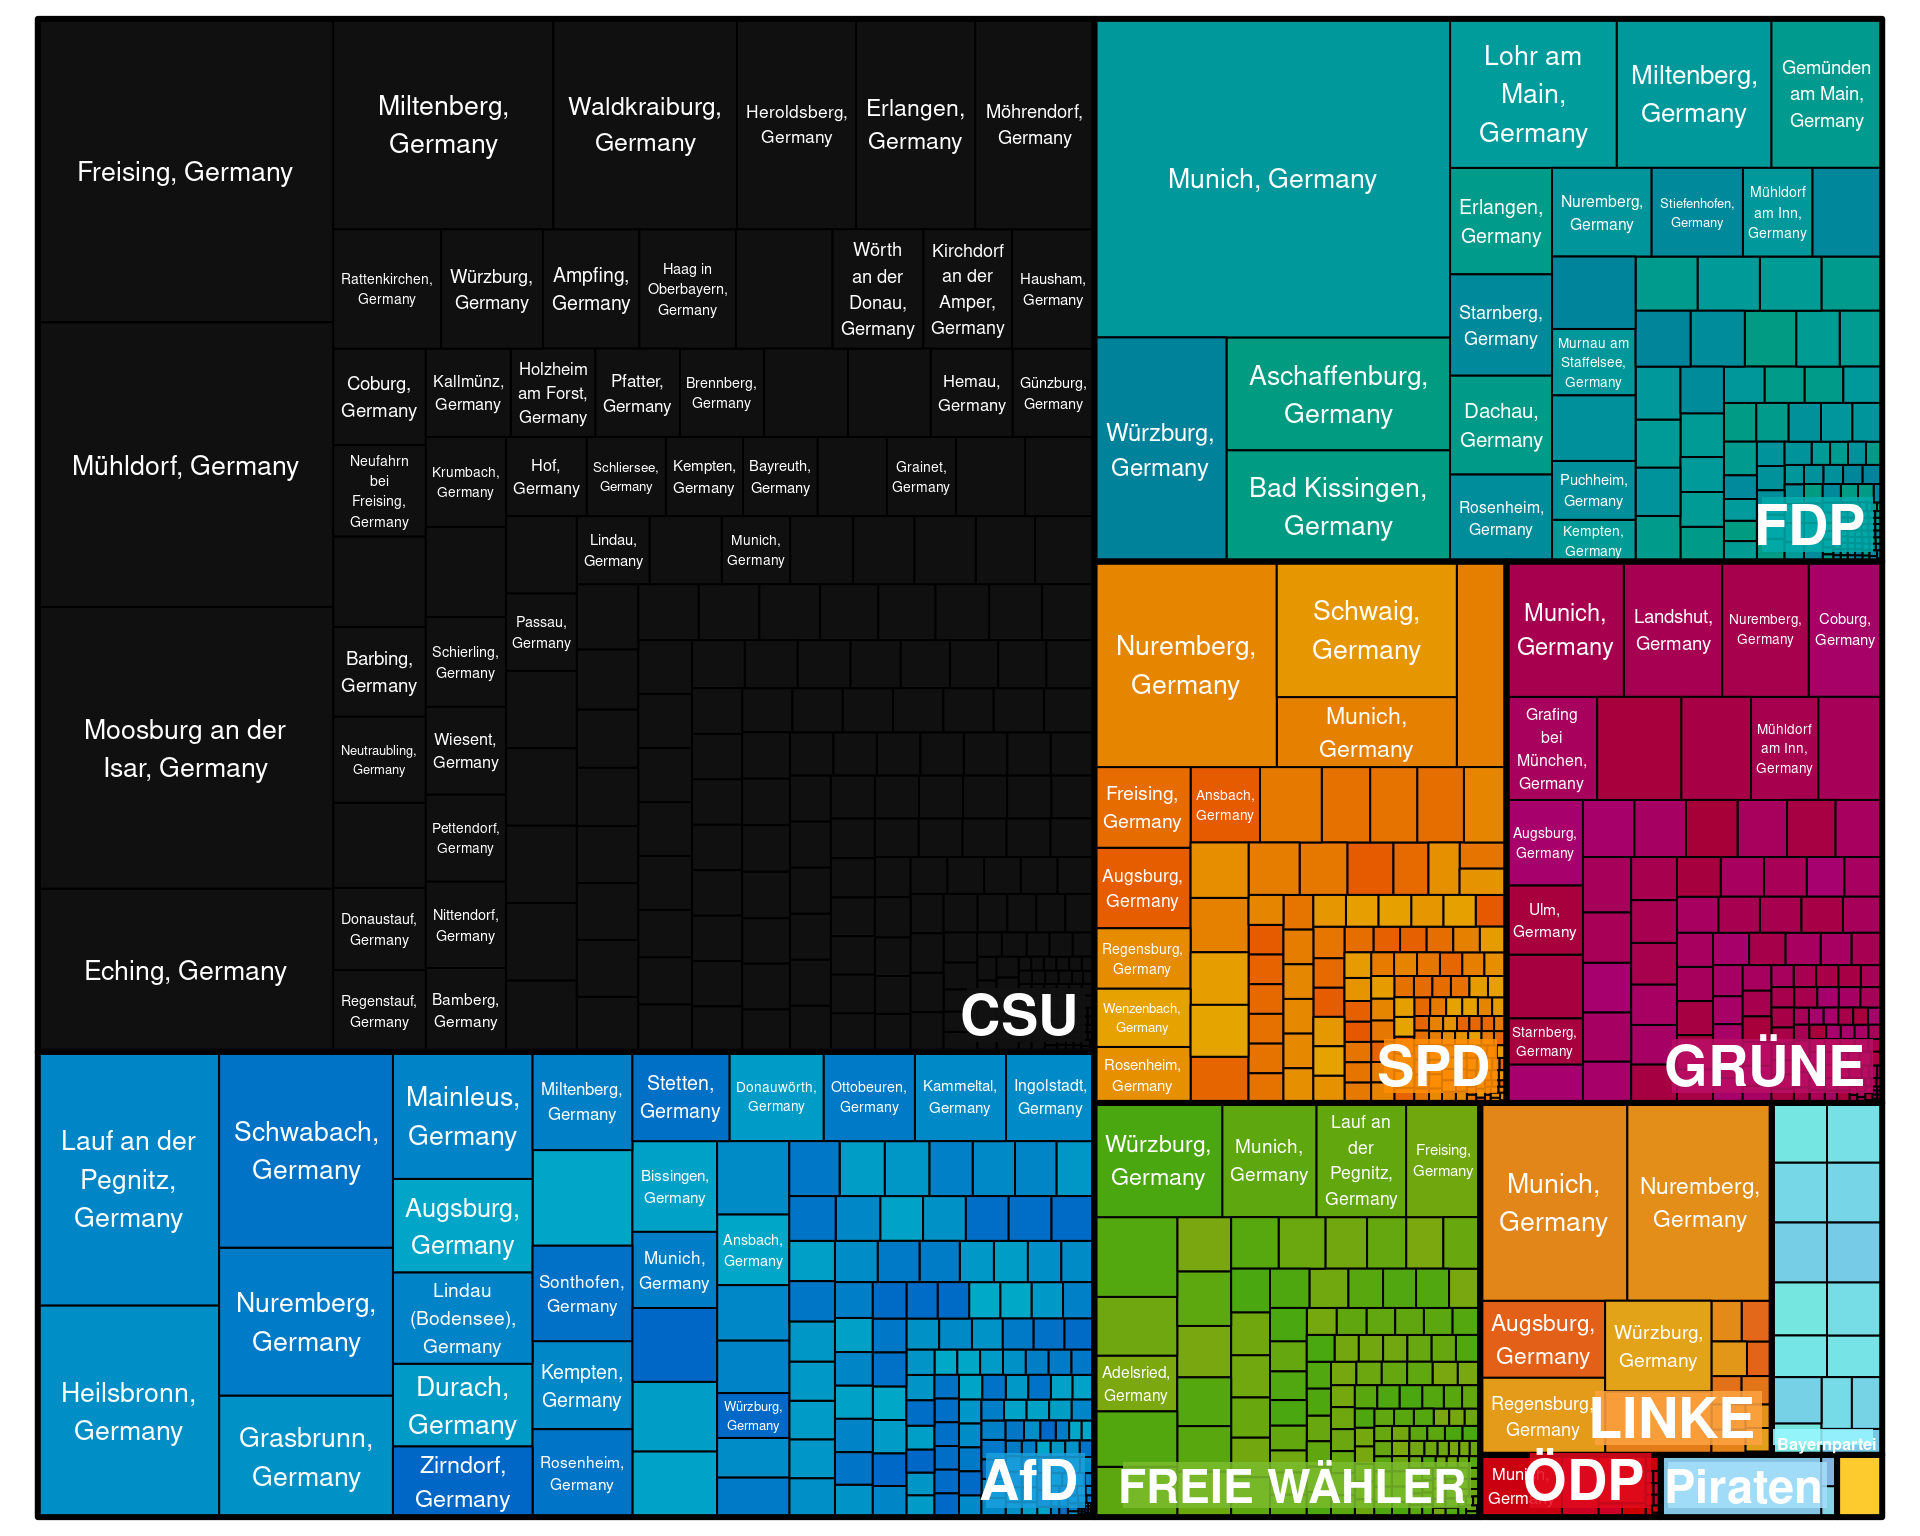 Freising, Germany
Mühldorf, Germany
Moosburg an der
Isar, Germany
Eching, Germany
Miltenberg,
Germany
Waldkraiburg,
Germany
Heroldsberg,
Germany
Erlangen,
Germany
Möhrendorf,
Germany
Rattenkirchen,
Germany
Würzburg,
Germany
Ampfing,
Germany
Haag in
Oberbayern,
Germany
Wörth
an der
Donau,
Germany
Kirchdorf
an der
Amper,
Germany
Hausham,
Germany
Coburg,
Germany
Kallmünz,
Germany
Holzheim
am Forst,
Germany
Pfatter,
Germany
Brennberg,
Germany
Hemau,
Germany
Günzburg,
Germany
Neufahrn
bei
Freising,
Germany
Krumbach,
Germany
Hof,
Germany
Schliersee,
Germany
Kempten,
Germany
Bayreuth,
Germany
Grainet,
Germany
Lindau,
Germany
Munich,
Germany
Passau,
Germany
Barbing,
Germany
Schierling,
Germany
Neutraubling,
Germany
Wiesent,
Germany
Pettendorf,
Germany
Donaustauf,
Germany
Nittendorf,
Germany
Regenstauf,
Germany
Bamberg,
Germany
CSU
Munich, Germany
Lohr am
Main,
Germany
Miltenberg,
Germany
Gemünden
am Main,
Germany
Erlangen,
Germany
Nuremberg,
Germany
Stiefenhofen,
Germany
Mühldorf
am Inn,
Germany
Starnberg,
Germany
Murnau am
Staffelsee,
Germany
Würzburg,
Germany
Aschaffenburg,
Germany
Bad Kissingen,
Germany
Dachau,
Germany
Rosenheim,
Germany
Puchheim,
Germany
Kempten,
Germany
FDP
Nuremberg,
Germany
Schwaig,
Germany
Munich,
Germany
Freising,
Germany
Ansbach,
Germany
Augsburg,
Germany
Regensburg,
Germany
Wenzenbach,
Germany
Rosenheim,
Germany
SPD
Munich,
Germany
Landshut,
Germany
Nuremberg,
Germany
Coburg,
Germany
Grafing
bei
München,
Germany
Mühldorf
am Inn,
Germany
Augsburg,
Germany
Ulm,
Germany
Starnberg,
Germany
GRÜNE
Lauf an der
Pegnitz,
Germany
Heilsbronn,
Germany
Schwabach,
Germany
Nuremberg,
Germany
Grasbrunn,
Germany
Mainleus,
Germany
Augsburg,
Germany
Lindau
(Bodensee),
Germany
Durach,
Germany
Zirndorf,
Germany
Miltenberg,
Germany
Sonthofen,
Germany
Kempten,
Germany
Rosenheim,
Germany
Stetten,
Germany
Donauwörth,
Germany
Ottobeuren,
Germany
Kammeltal,
Germany
Ingolstadt,
Germany
Bissingen,
Germany
Munich,
Germany
Ansbach,
Germany
Würzburg,
Germany
AfD
Würzburg,
Germany
Munich,
Germany
Lauf an
der
Pegnitz,
Germany
Freising,
Germany
Adelsried,
Germany
FREIE WÄHLER
Munich,
Germany
Nuremberg,
Germany
Augsburg,
Germany
Würzburg,
Germany
Regensburg,
Germany
LINKE
Bayernpartei
Munich,
Germany
ÖDP
Piraten